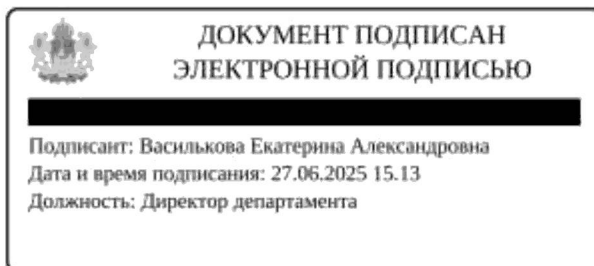 ДОКУМЕНТ ПОДПИСАН
ЭЛЕКТРОННОЙ ПОДПИСЬЮ
Подписант: Василькова Екатерина Александровна
Дата и время подписания: 27.06.2025 15.13
Должность: Директор департамента